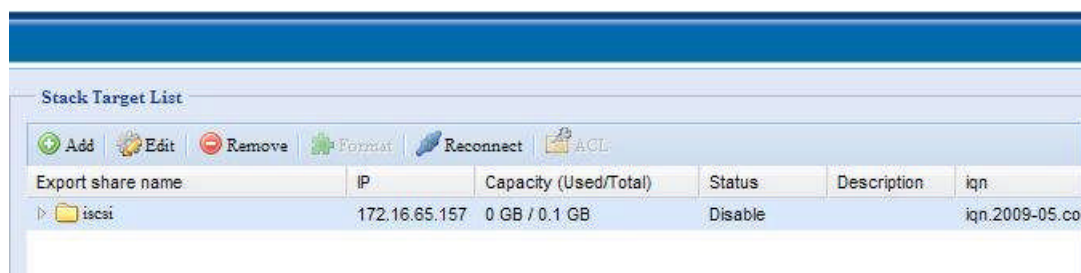 Stack Target List
Add Edit Remove Format Reconnect ACL
Export share name IP Capacity (Used/Total) Status Description iqn
iscsi 172.16.65.157 0 GB / 0.1 GB Disable iqn.2009-05.co